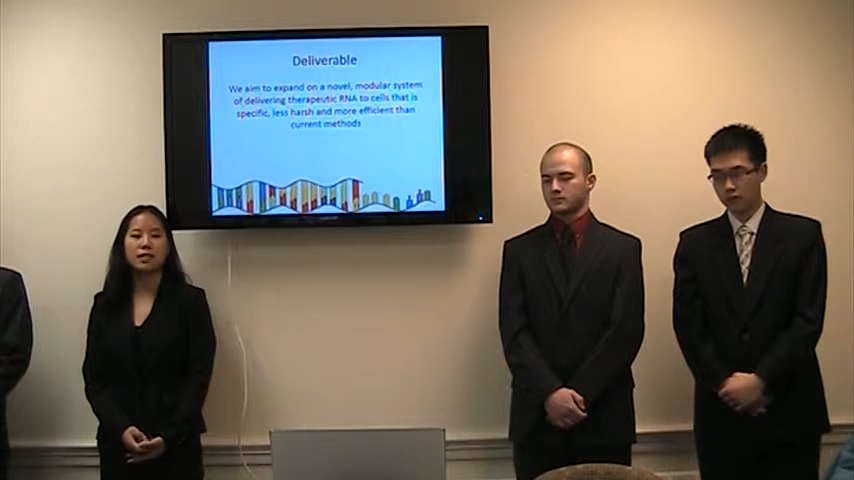 Deliverable
We aim to expand on a novel, modular system
of delivering therapeutic RNA to cells that is
specific, less harsh and more efficient than
current methods